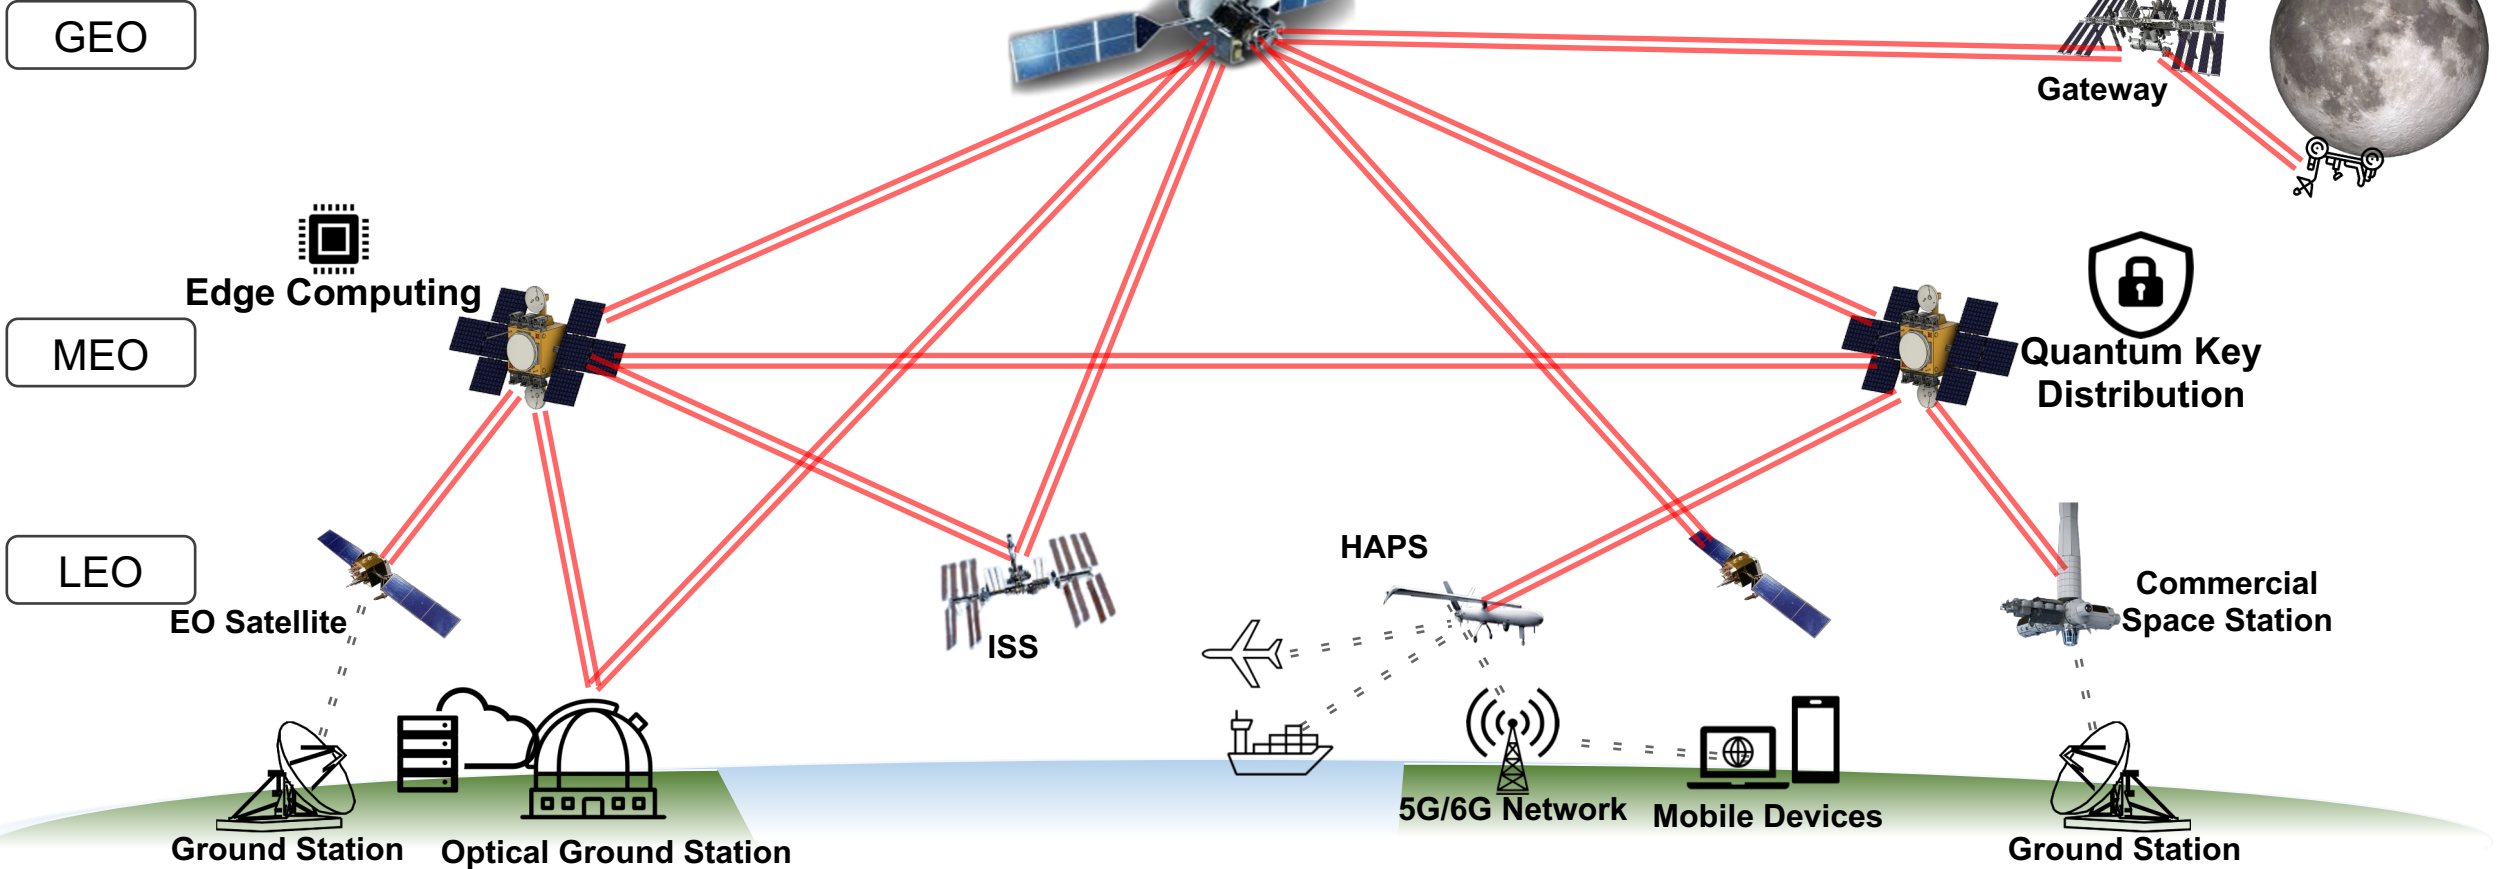 GEO
Gateway
Edge Computing
MEO
Quantum Key
Distribution
HAPS
LEO
Commercial
Space Station
EO Satellite
ISS
5G/6G Network
Mobile Devices
Ground Station
Optical Ground Station
Ground Station